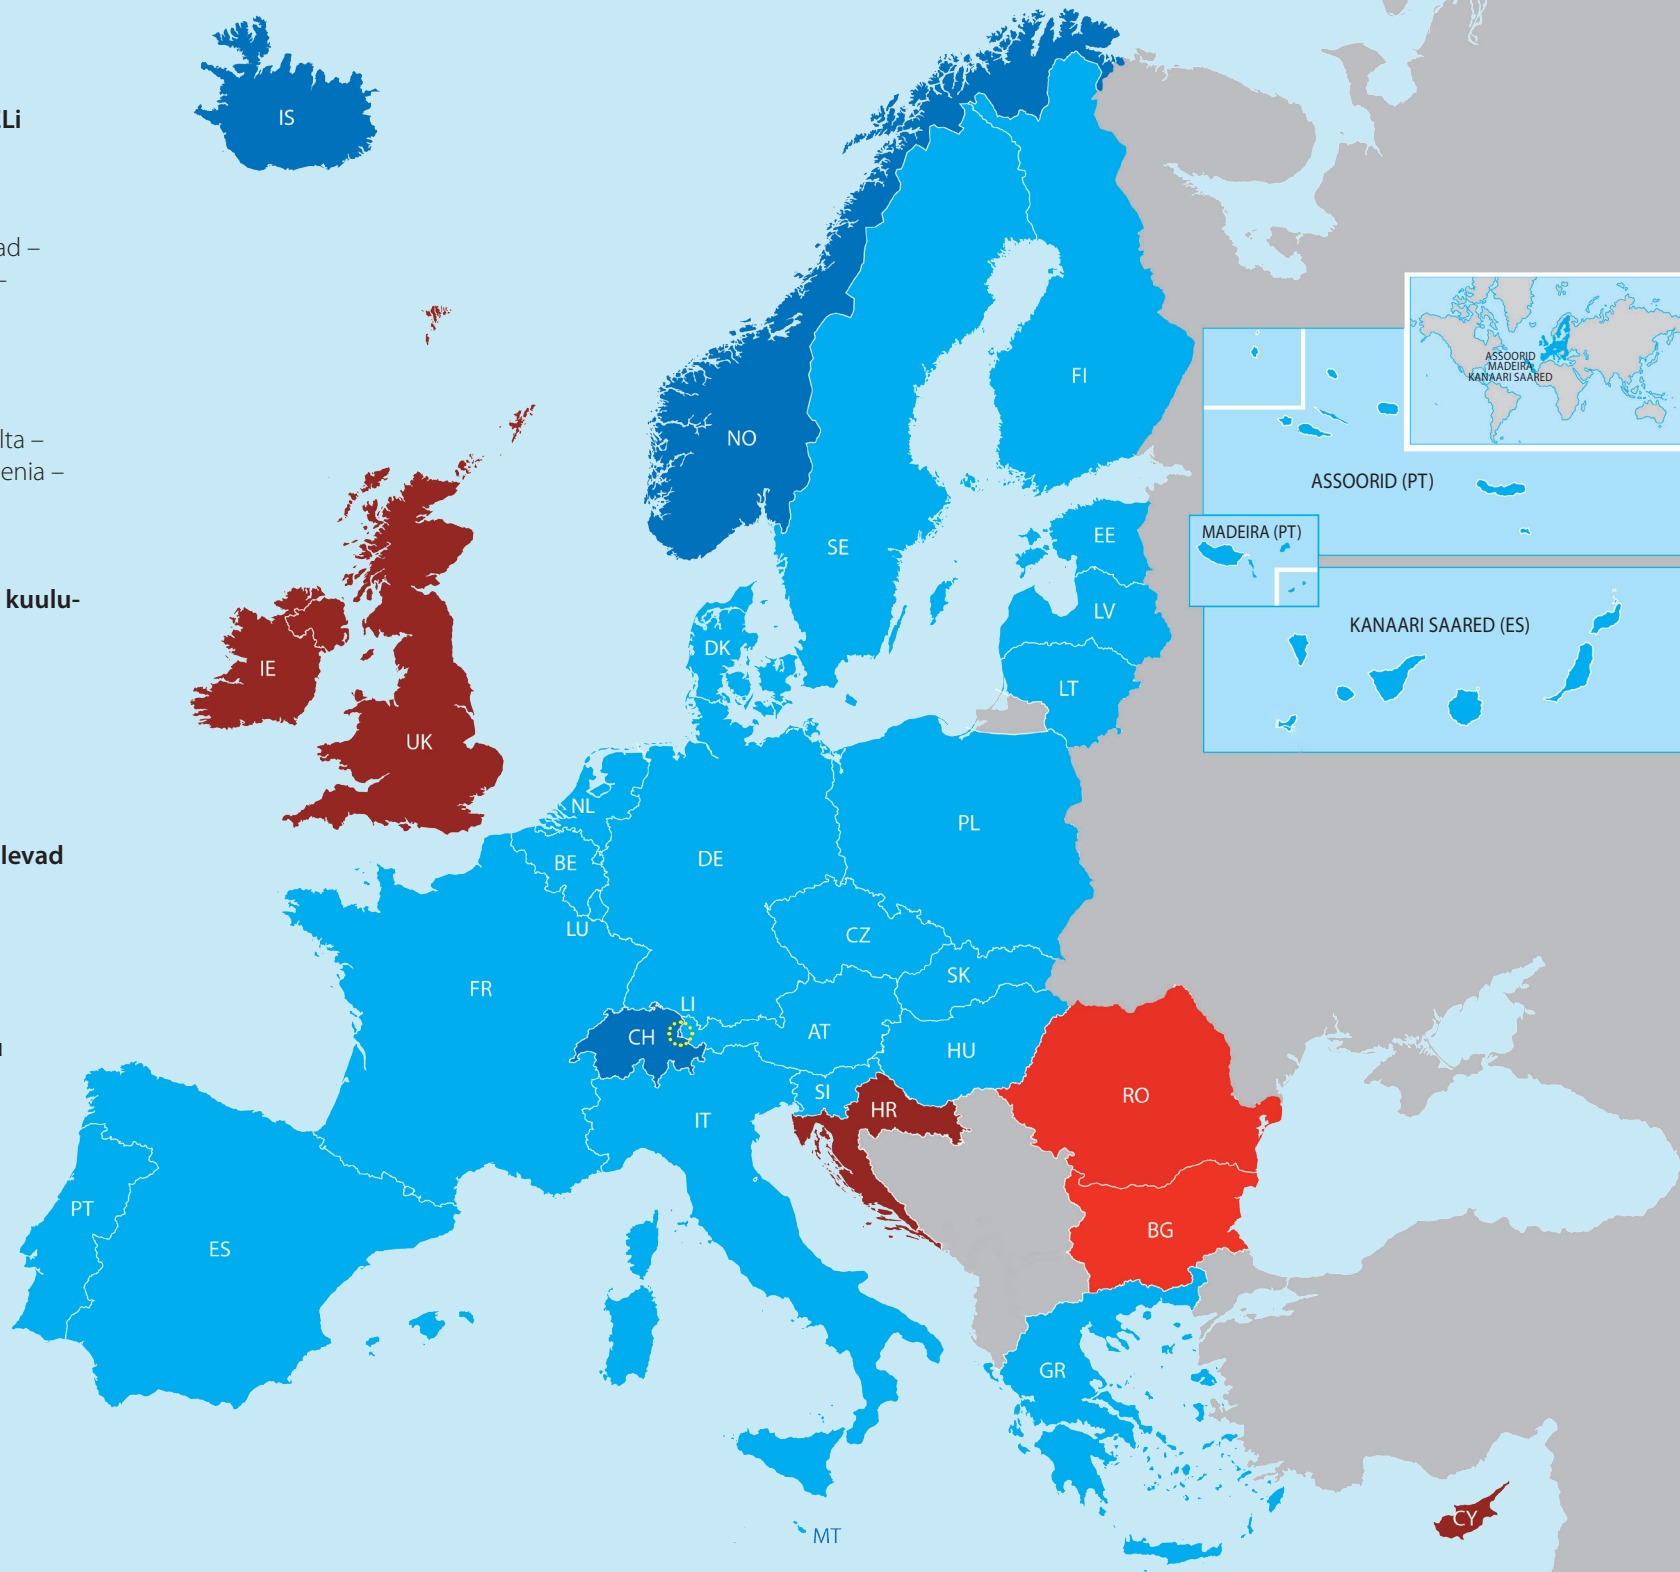 IS
ad –
–
NO
FI
ASSOORID
MADEIRA
KANAARI SAARED
lta –
enia –
ASSOORID (PT)
SE
EE
MADEIRA (PT)
kuulu-
LV
KANAARI SAARED (ES)
IE
DK
LT
UK
NL
PL
levad
BE
DE
LU
CZ
FR
SK
LI
CH
AT
HU
SI
HR
RO
IT
PT
ES
BG
GR
CY
MT